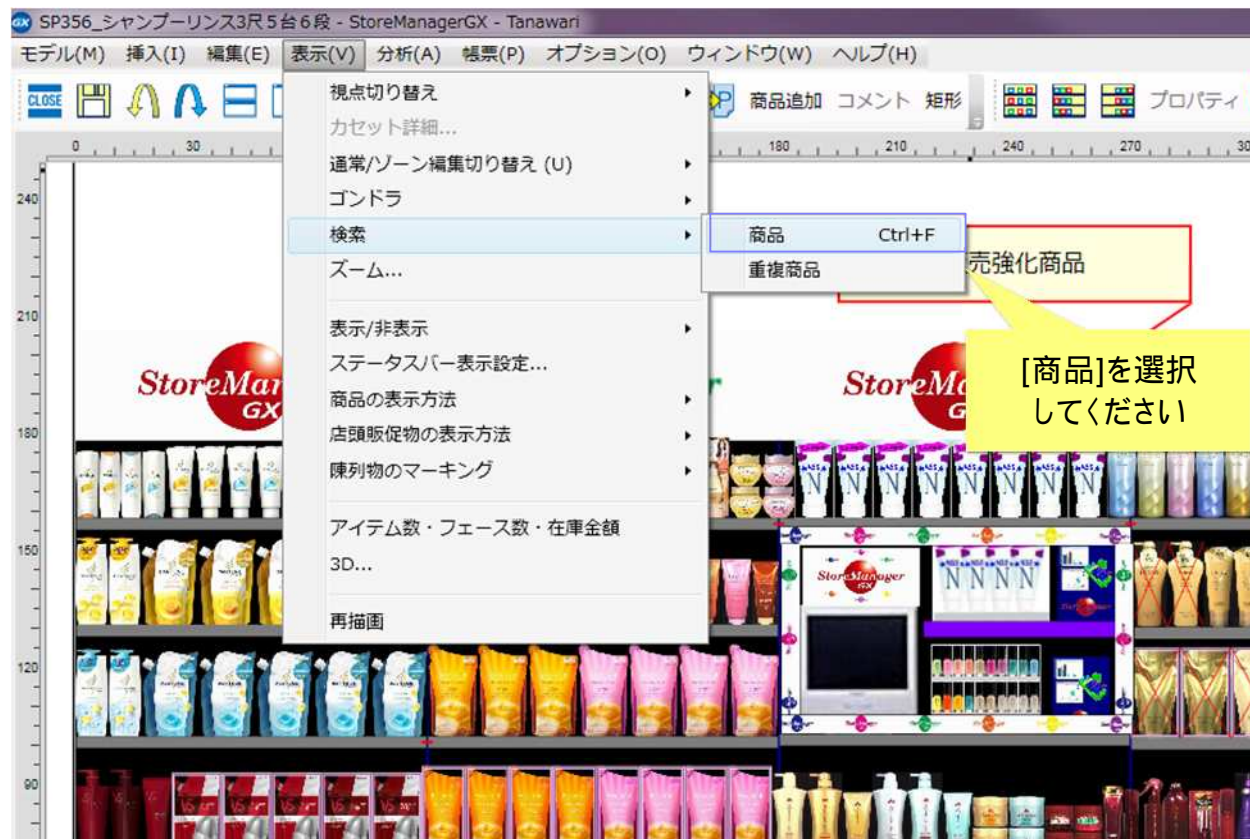 SP356_シャンプーリンス3尺5台6段 - StoreManagerGX - Tanawari
モデル(M) 挿入(I) 編集(E) 表示(V) 分析(A) 帳票(P) オプション(O) ウィンドウ(W) ヘルプ(H)
CLOSE 商品追加 コメント 矩形 プロパティ
0 30 180 210 240 270 30
240
210
180
150
120
90
視点切り替え
カセット詳細...
通常/ゾーン編集切り替え (U)
ゴンドラ
検索
ズーム...
表示/非表示
ステータスバー表示設定...
商品の表示方法
店頭販促物の表示方法
陳列物のマーキング
アイテム数・フェース数・在庫金額
3D...
再描画
商品 Ctrl+F
重複商品
売強化商品
[商品]を選択
してください
StoreMan
GX
StoreMa
G
StoreManager
GX